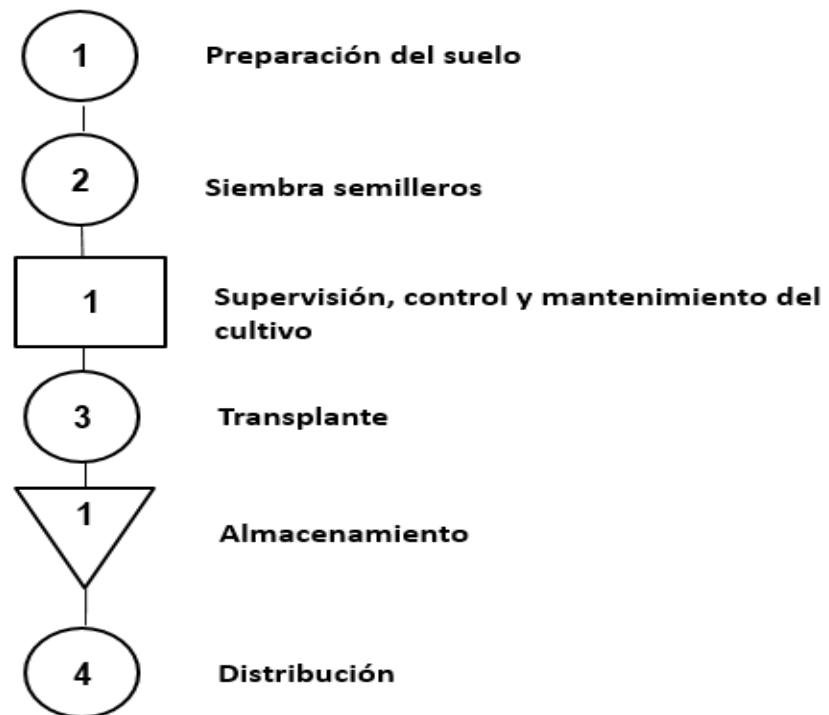 1 Preparación del suelo
2 Siembra semilleros
1 Supervisión, control y mantenimiento del
cultivo
3 Transplante
1 Almacenamiento
4 Distribución